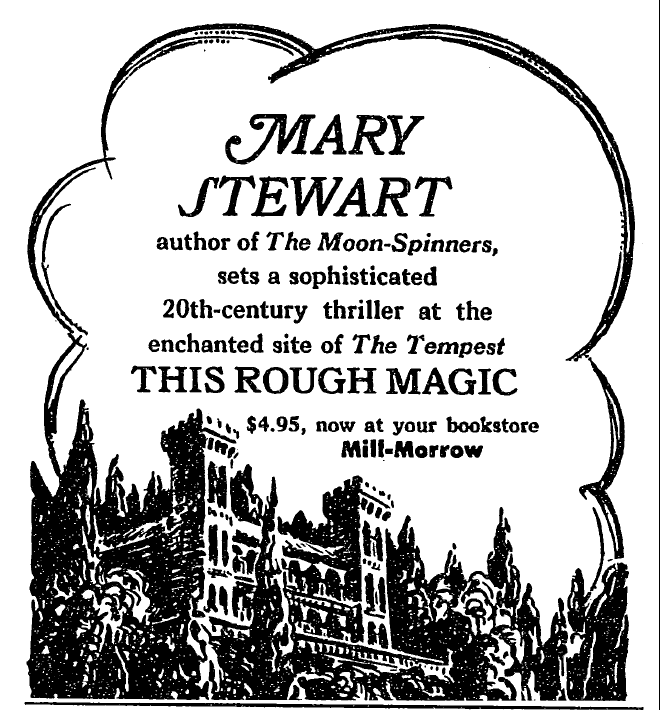 MARY
STEWART
author of The Moon-Spinners,
sets a sophisticated
20th-century thriller at the
enchanted site of The Tempest
THIS ROUGH MAGIC
$4.95, now at your bookstore
Mill-Morrow